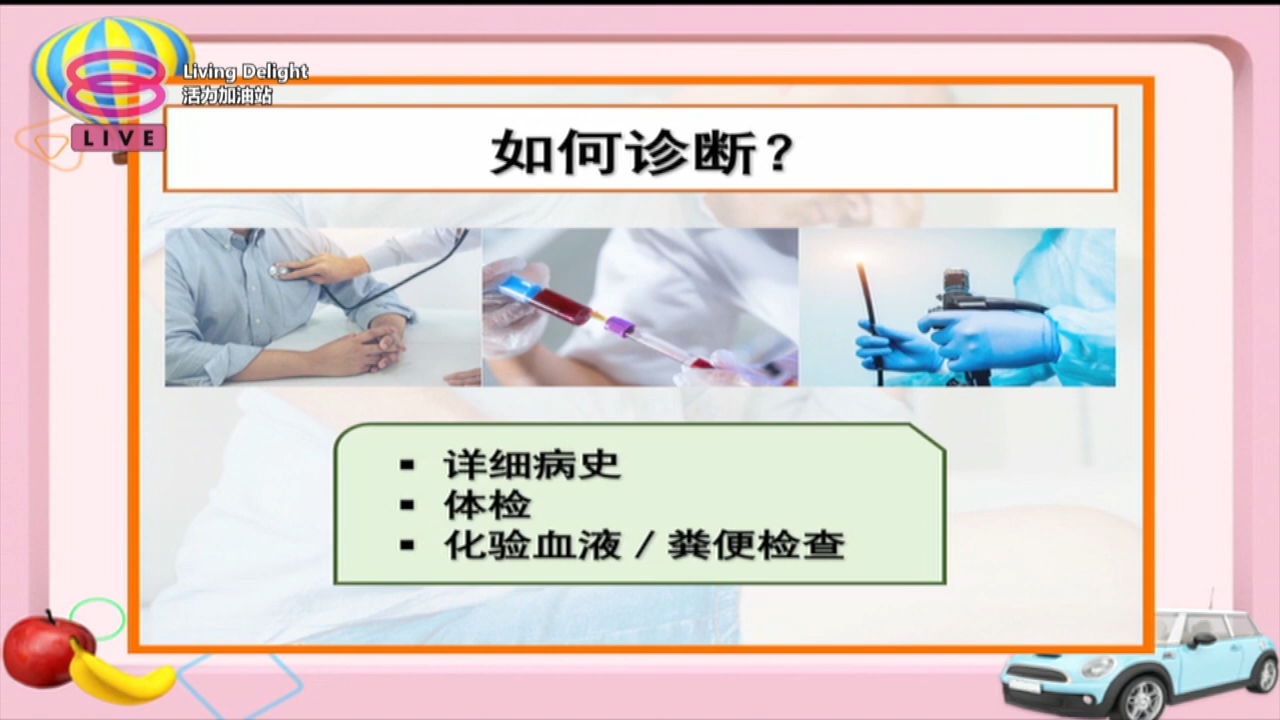 Living Delight
活力加油站
LIVE
如何诊断?
▪ 详细病史
▪ 体检
▪ 化验血液 / 粪便检查